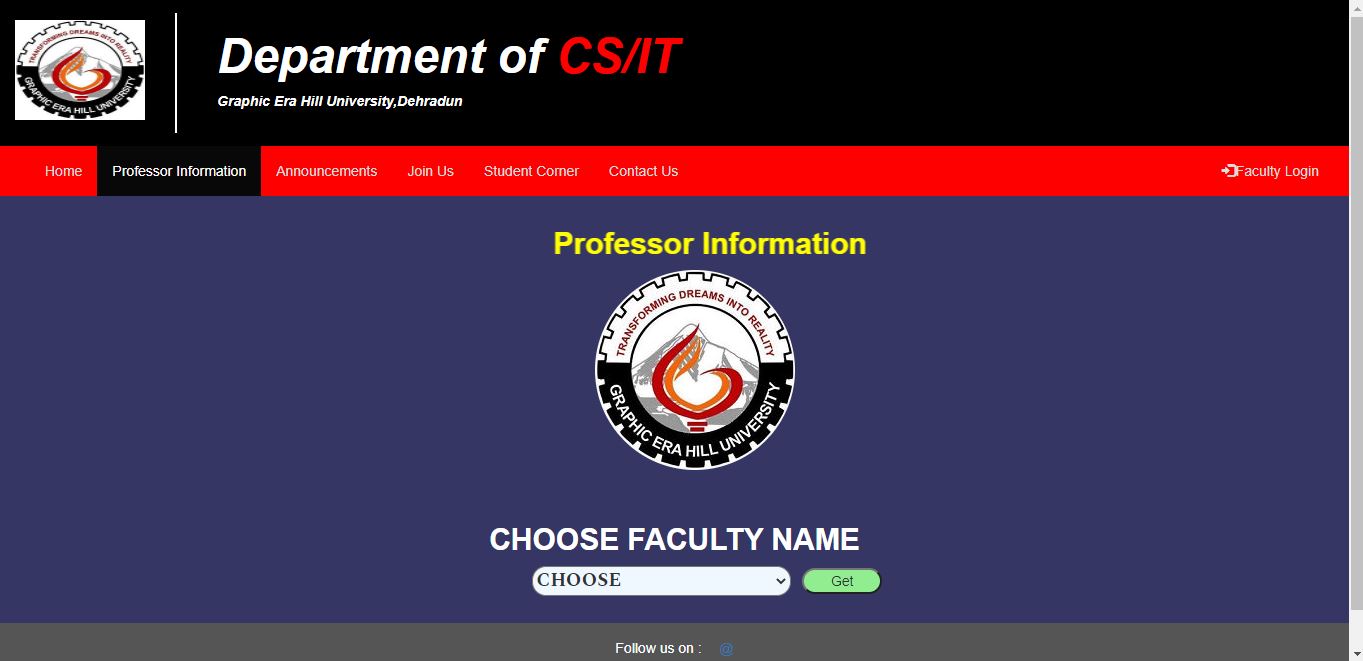 TRANSFORMING DREAMS INTO REALITY
GRAPHIC ERA HILL UNIVERSITY
Department of CS/IT
Graphic Era Hill University,Dehradun
Home Professor Information Announcements Join Us Student Corner Contact Us Faculty Login
Professor Information
TRANSFORMING DREAMS INTO REALITY
GRAPHIC ERA HILL UNIVERSITY
CHOOSE FACULTY NAME
CHOOSE Get
Follow us on : @